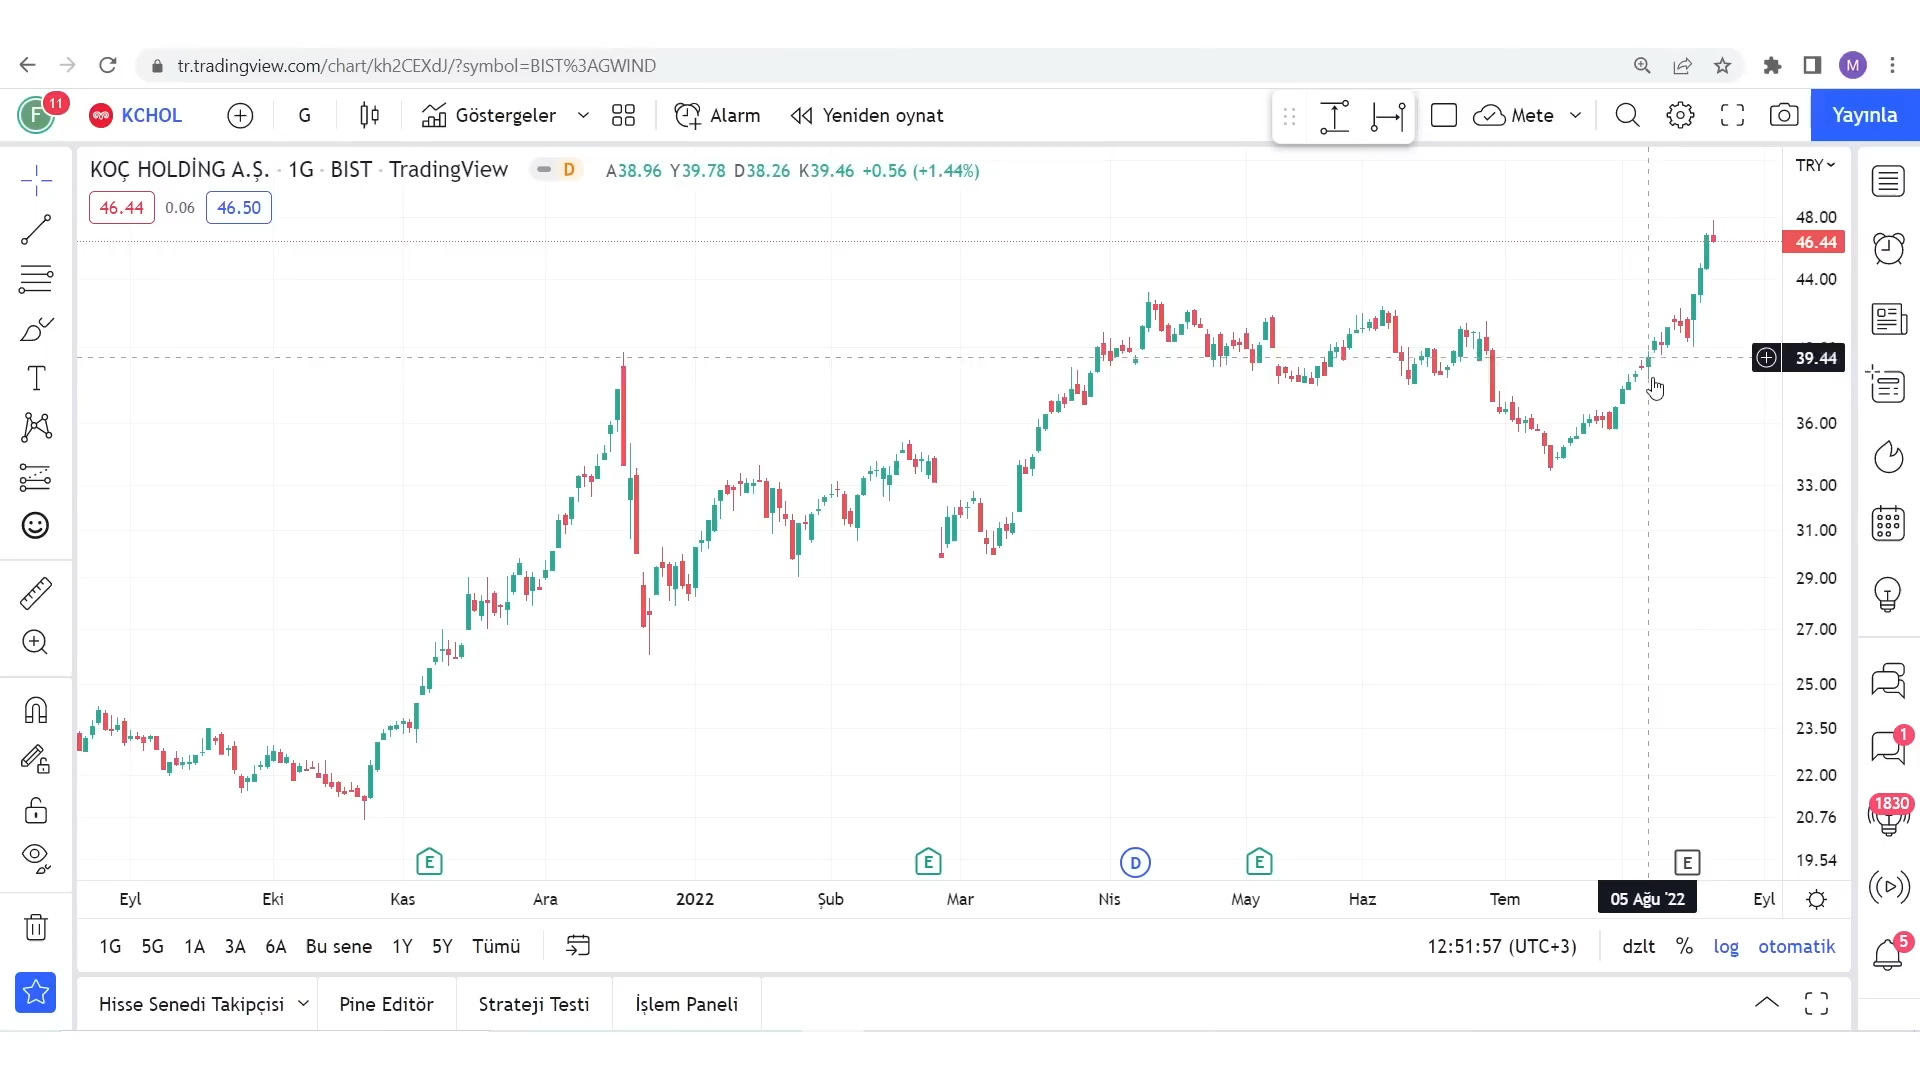 tr.tradingview.com/chart/kh2CEXdJ/?symbol=BIST%3AGWIND
M
F 11 KCHOL G Göstergeler Alarm Yeniden oynat Mete Yayınla
KOÇ HOLDİNG A.Ş. · 1G · BIST · TradingView D A38.96 Y39.78 D38.26 K39.46 +0.56 (+1.44%)
TRY
46.44 0.06 46.50
48.00
46.44
44.00
39.44
36.00
33.00
31.00
29.00
27.00
25.00
23.50
22.00
20.76
19.54
T
1
1830
5
E E D E E
Eyl Eki Kas Ara 2022 Şub Mar Nis May Haz Tem 05 Ağu '22 Eyl
1G 5G 1A 3A 6A Bu sene 1Y 5Y Tümü 12:51:57 (UTC+3) dzlt % log otomatik
Hisse Senedi Takipçisi Pine Editör Strateji Testi İşlem Paneli